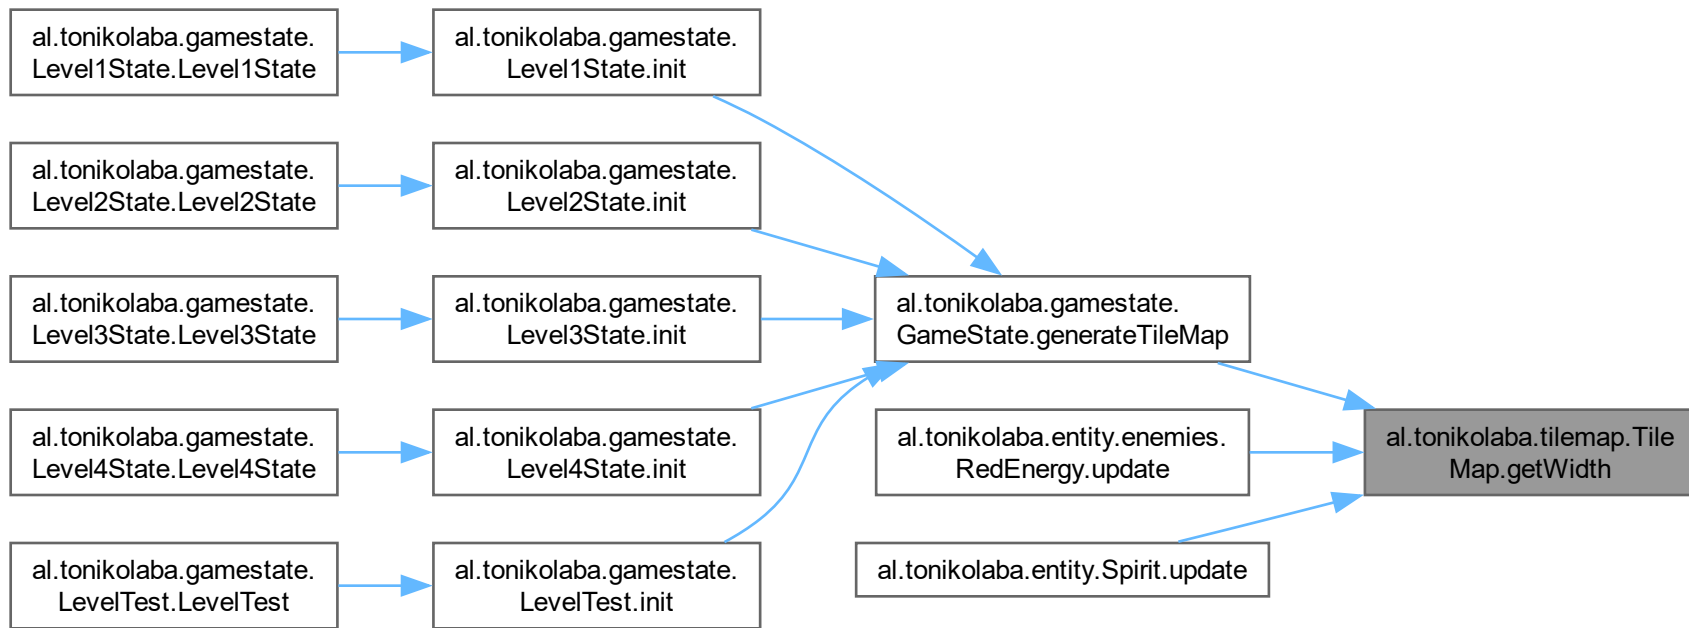 al.tonikolaba.gamestate.
Level1State.Level1State
al.tonikolaba.gamestate.
Level1State.init
al.tonikolaba.gamestate.
Level2State.Level2State
al.tonikolaba.gamestate.
Level2State.init
al.tonikolaba.gamestate.
Level3State.Level3State
al.tonikolaba.gamestate.
Level3State.init
al.tonikolaba.gamestate.
GameState.generateTileMap
al.tonikolaba.gamestate.
Level4State.Level4State
al.tonikolaba.gamestate.
Level4State.init
al.tonikolaba.entity.enemies.
RedEnergy.update
al.tonikolaba.tilemap.Tile
Map.getWidth
al.tonikolaba.gamestate.
LevelTest.LevelTest
al.tonikolaba.gamestate.
LevelTest.init
al.tonikolaba.entity.Spirit.update